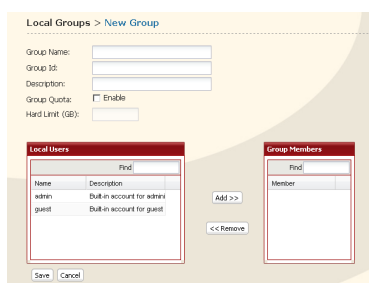 Local Groups > New Group
Group Name:
Group Id:
Description:
Group Quota: Enable
Hard Limit (GB):
Local Users
Find
Name Description
admin Built-in account for admini
guest Built-in account for guest
Add >>
<< Remove
Group Members
Find
Member
Save Cancel